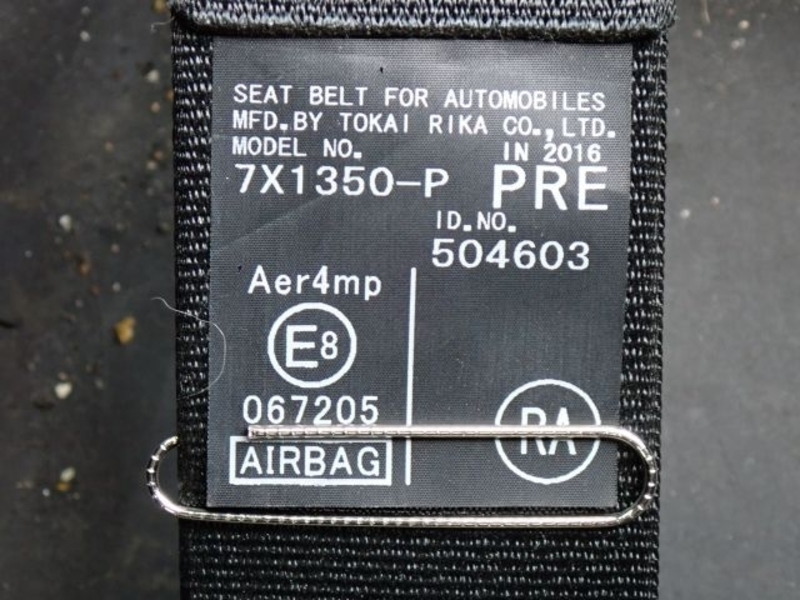 SEAT BELT FOR AUTOMOBILES
MFD.BY TOKAI RIKA CO.,LTD.
MODEL NO. IN 2016
7X1350-P PRE
ID.NO.
504603
Aer4mp
E8
067205
RA
AIRBAG